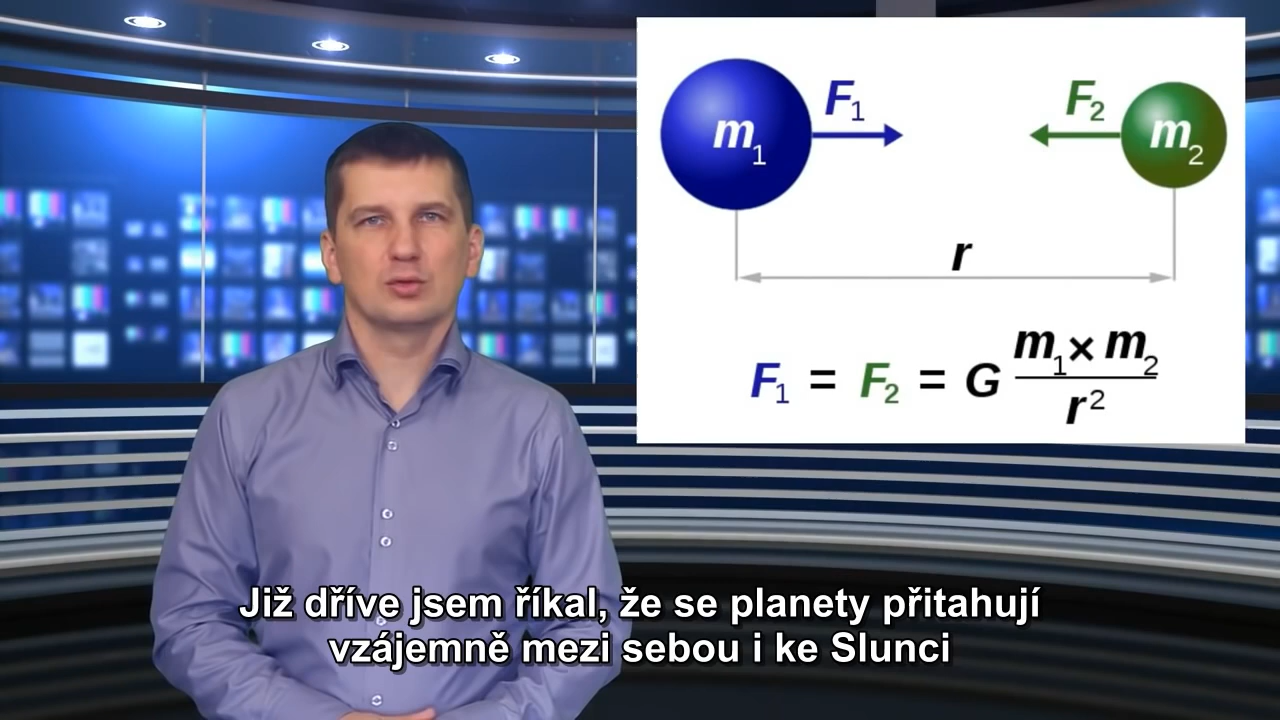 F₁
F₂
m₁
m₂
r
F₁ = F₂ = G m₁ × m₂ / r²
Již dříve jsem říkal, že se planety přitahují
vzájemně mezi sebou i ke Slunci